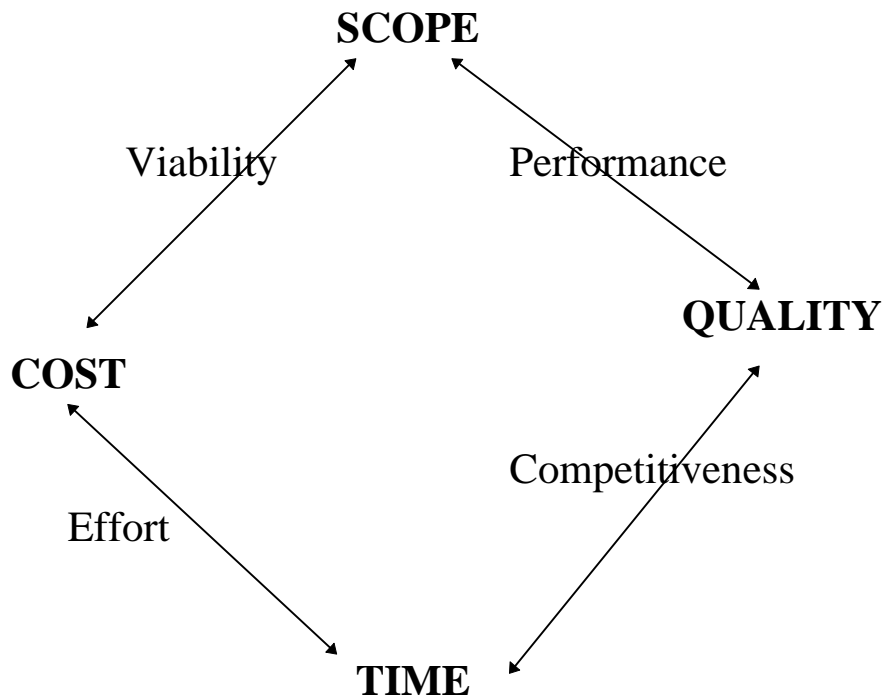 SCOPE
Viability
Performance
QUALITY
COST
Competitiveness
Effort
TIME